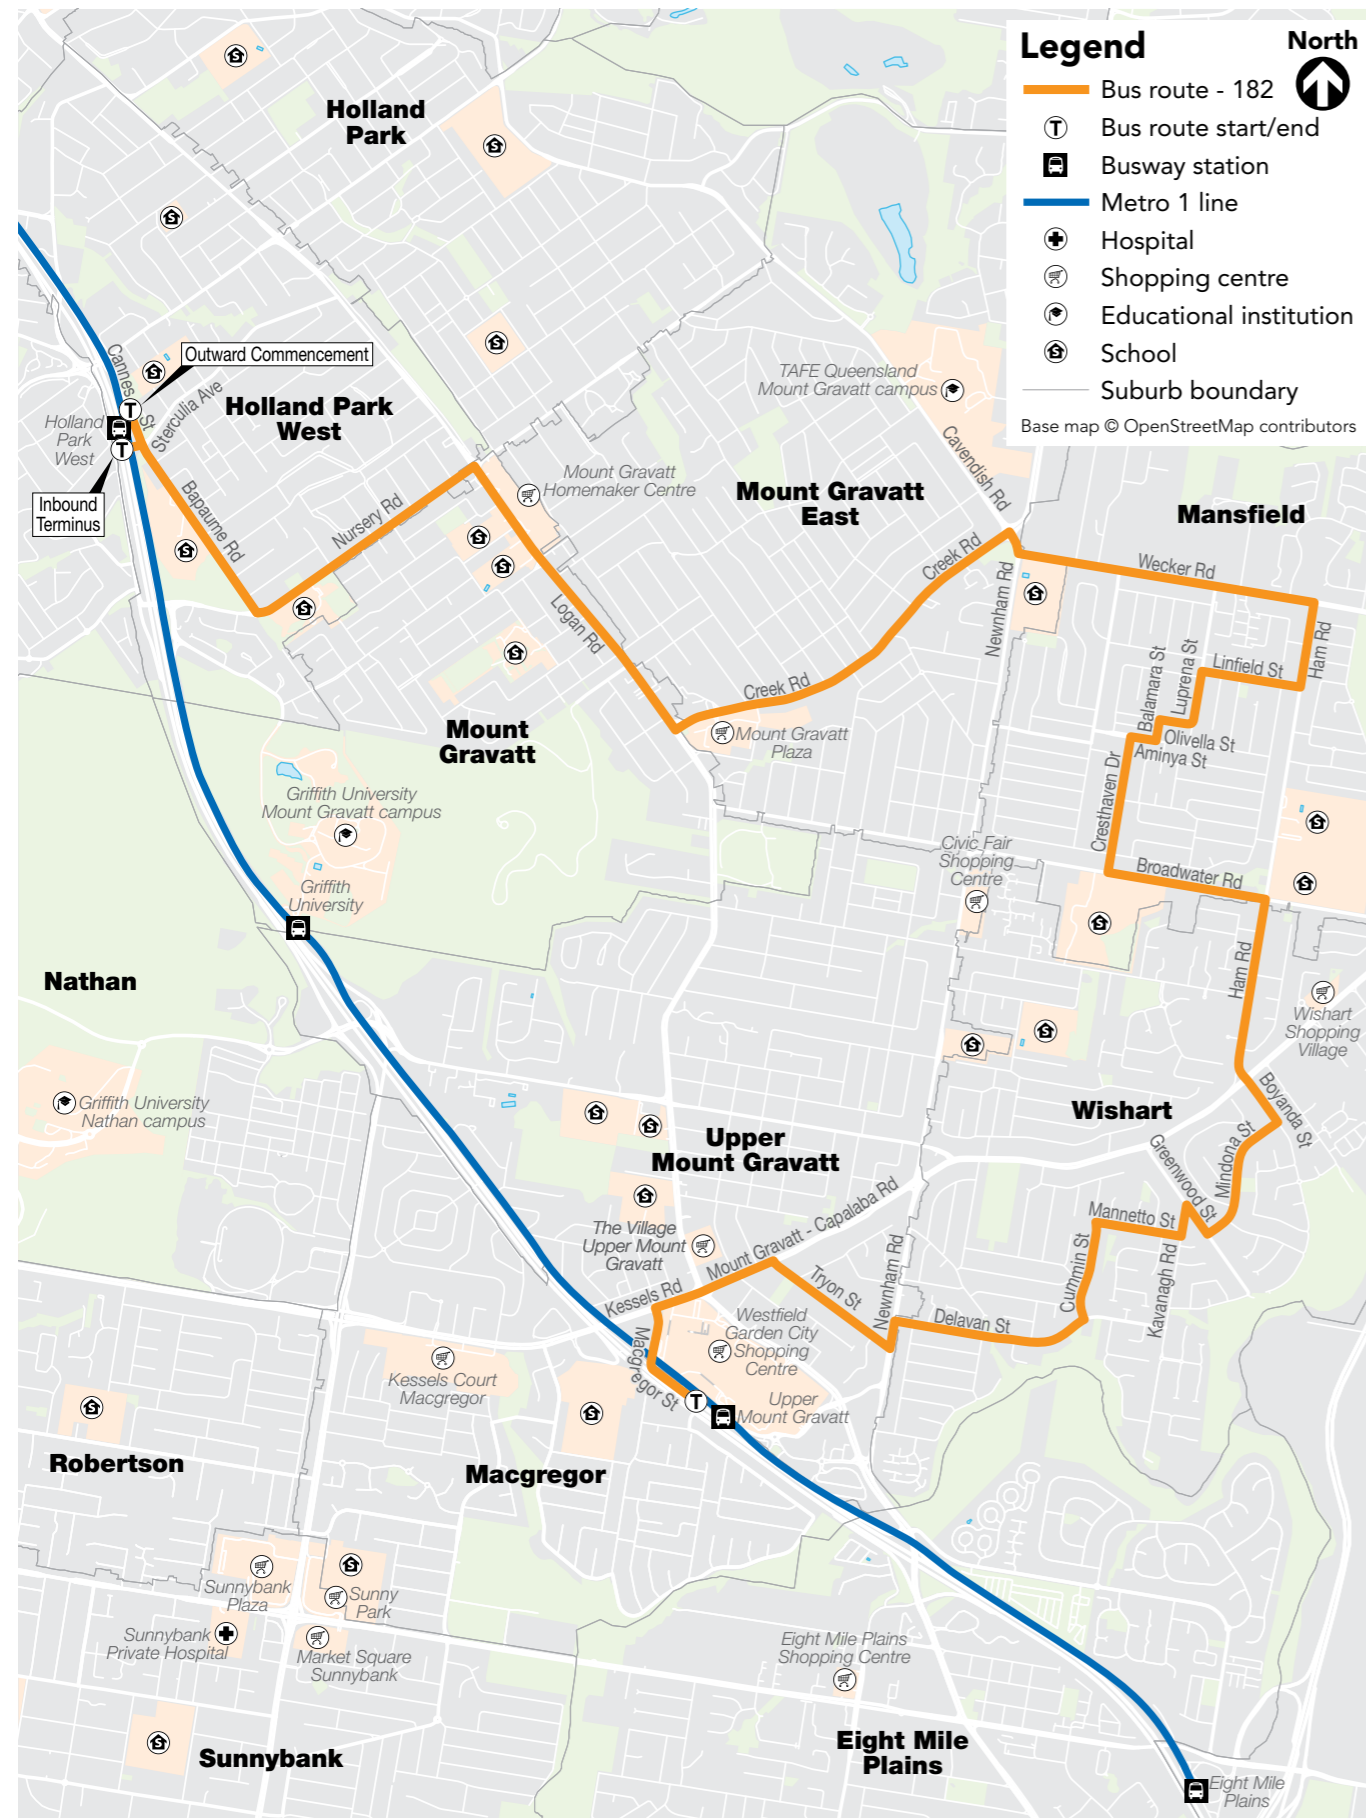 Legend
North
Bus route - 182
T
Bus route start/end
Busway station
Metro 1 line
Hospital
Shopping centre
Educational institution
School
Suburb boundary
Base map © OpenStreetMap contributors
Holland
Park
Outward Commencement
Cannes St
Sterculia Ave
T
Holland
Park
West
T
Inbound
Terminus
Holland Park
West
Bapaume Rd
Nursery Rd
Mount Gravatt
Homemaker Centre
TAFE Queensland
Mount Gravatt campus
Cavendish Rd
Mount Gravatt
East
Mansfield
Creek Rd
Newnham Rd
Wecker Rd
Ham Rd
Linfield St
Luprena St
Balamara St
Olivella St
Aminya St
Logan Rd
Creek Rd
Mount Gravatt
Plaza
Mount
Gravatt
Cresthaven Dr
Griffith University
Mount Gravatt campus
Griffith
University
Civic Fair
Shopping
Centre
Broadwater Rd
Ham Rd
Nathan
Wishart
Shopping
Village
Griffith University
Nathan campus
Boyanda St
Wishart
Upper
Mount Gravatt
Greenwood St
Mindona St
Mannetto St
Kavanagh Rd
Cummin St
The Village
Upper Mount
Gravatt
Mount Gravatt - Capalaba Rd
Kessels Rd
Tryon St
Newnham Rd
Delavan St
Westfield
Garden City
Shopping
Centre
Macgregor St
T
Upper
Mount Gravatt
Kessels Court
Macgregor
Robertson
Macgregor
Sunnybank
Plaza
Sunny
Park
Sunnybank
Private Hospital
Market Square
Sunnybank
Eight Mile Plains
Shopping Centre
Sunnybank
Eight Mile
Plains
Eight Mile
Plains